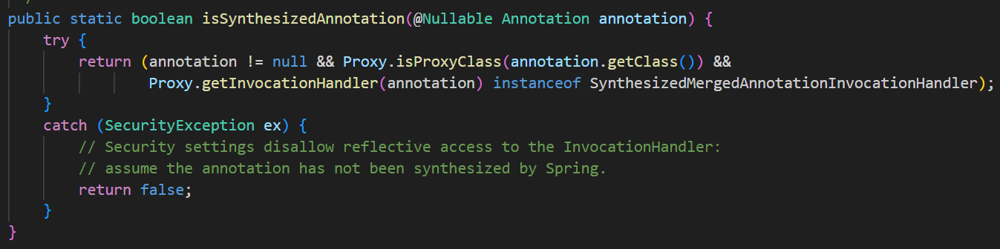 public static boolean isSynthesizedAnnotation(@Nullable Annotation annotation) {
try {
return (annotation != null && Proxy.isProxyClass(annotation.getClass()) &&
Proxy.getInvocationHandler(annotation) instanceof SynthesizedMergedAnnotationInvocationHandler);
}
catch (SecurityException ex) {
// Security settings disallow reflective access to the InvocationHandler:
// assume the annotation has not been synthesized by Spring.
return false;
}
}